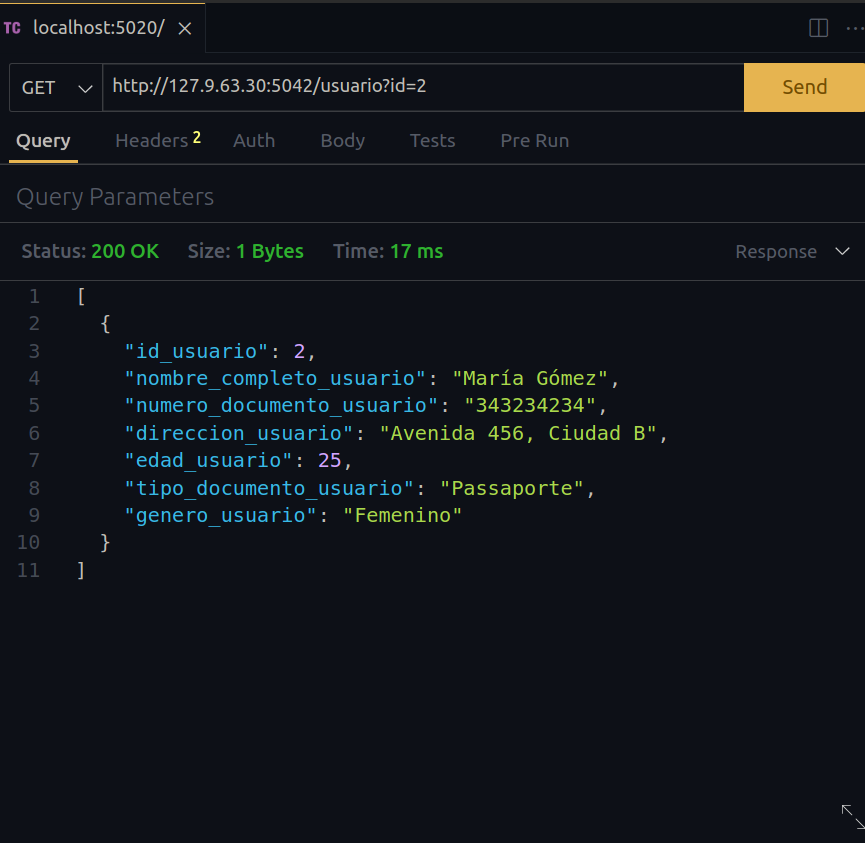 TC localhost:5020/
GET http://127.9.63.30:5042/usuario?id=2 Send
Query Headers 2 Auth Body Tests Pre Run
Query Parameters
Status: 200 OK Size: 1 Bytes Time: 17 ms Response
1 [
2 {
3 "id_usuario": 2,
4 "nombre_completo_usuario": "María Gómez",
5 "numero_documento_usuario": "343234234",
6 "direccion_usuario": "Avenida 456, Ciudad B",
7 "edad_usuario": 25,
8 "tipo_documento_usuario": "Passaporte",
9 "genero_usuario": "Femenino"
10 }
11 ]